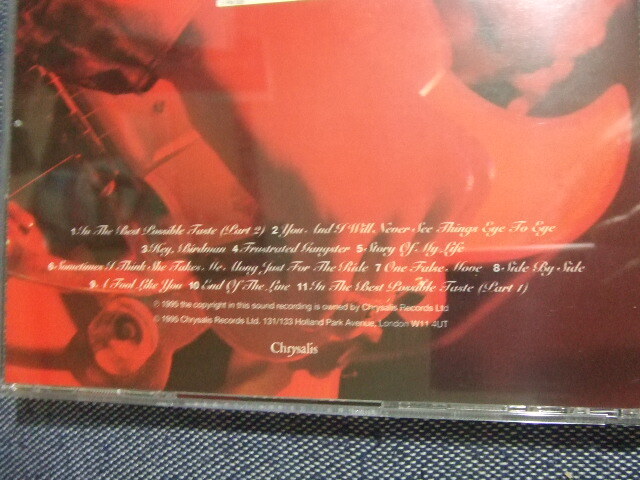 1 In The Best Possible Taste (Part 2) 2 You And I Will Never See Things Eye To Eye
3 Hey, Birdman 4 Frustrated Gangster 5 Story Of My Life
6 Sometimes I Think She Takes Me Along Just For The Ride 7 One False Move 8 Side By Side
9 A Fool Like You 10 End Of The Line 11 In The Best Possible Taste (Part 1)
℗ 1995 the copyright in this sound recording is owned by Chrysalis Records Ltd
© 1995 Chrysalis Records Ltd. 131/133 Holland Park Avenue, London W11 4UT
Chrysalis